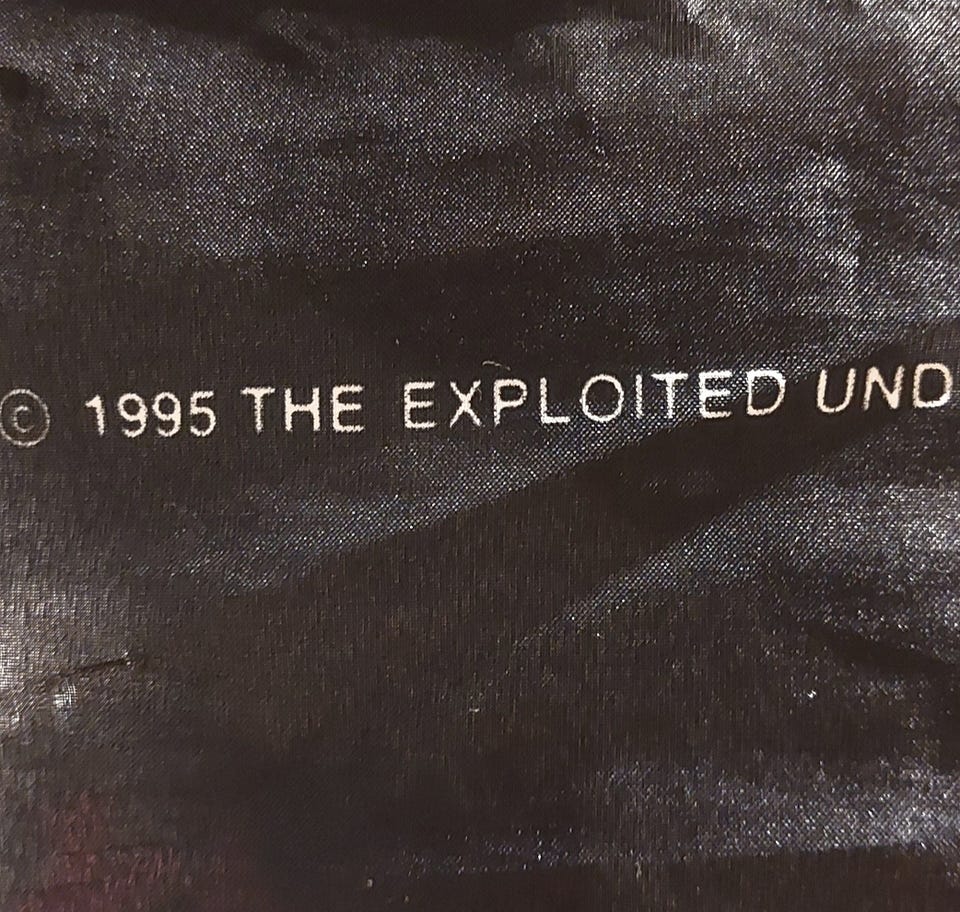 © 1995 THE EXPLOITED UND